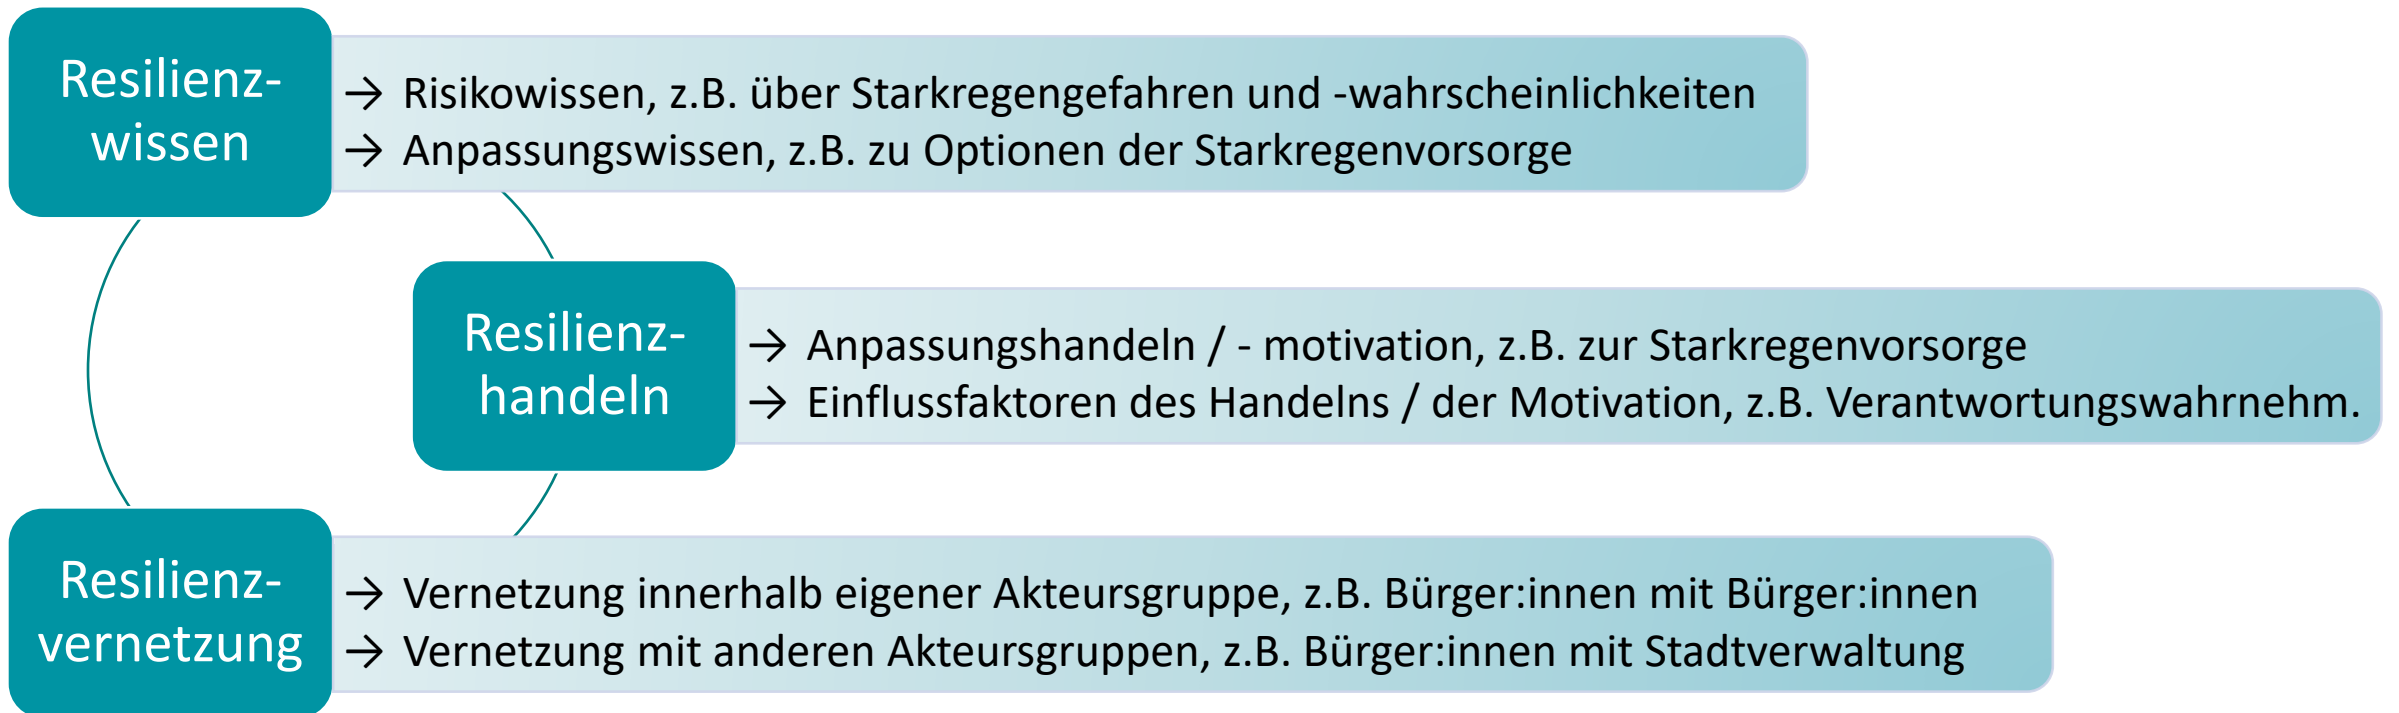 Resilienz-
wissen
→ Risikowissen, z.B. über Starkregengefahren und -wahrscheinlichkeiten
→ Anpassungswissen, z.B. zu Optionen der Starkregenvorsorge
Resilienz-
handeln
→ Anpassungshandeln / - motivation, z.B. zur Starkregenvorsorge
→ Einflussfaktoren des Handelns / der Motivation, z.B. Verantwortungswahrnehm.
Resilienz-
vernetzung
→ Vernetzung innerhalb eigener Akteursgruppe, z.B. Bürger:innen mit Bürger:innen
→ Vernetzung mit anderen Akteursgruppen, z.B. Bürger:innen mit Stadtverwaltung